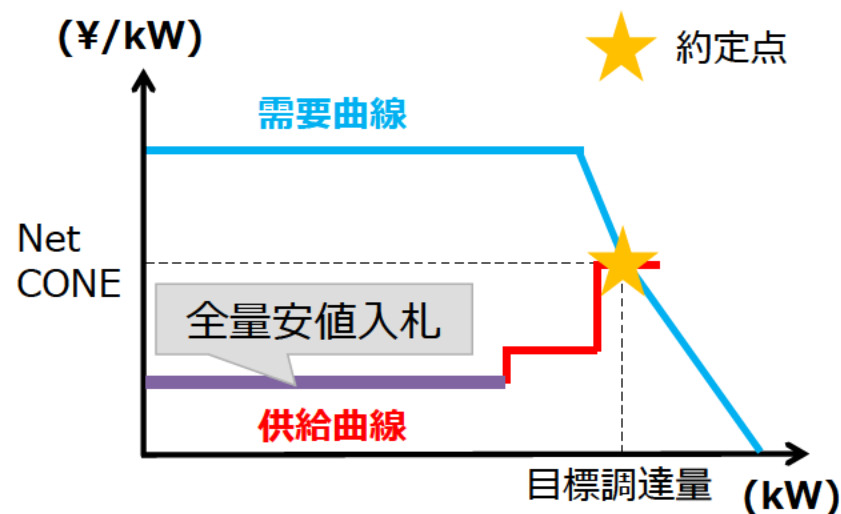 (¥/kW)
約定点
需要曲線
Net
CONE
全量安値入札
供給曲線
目標調達量
(kW)